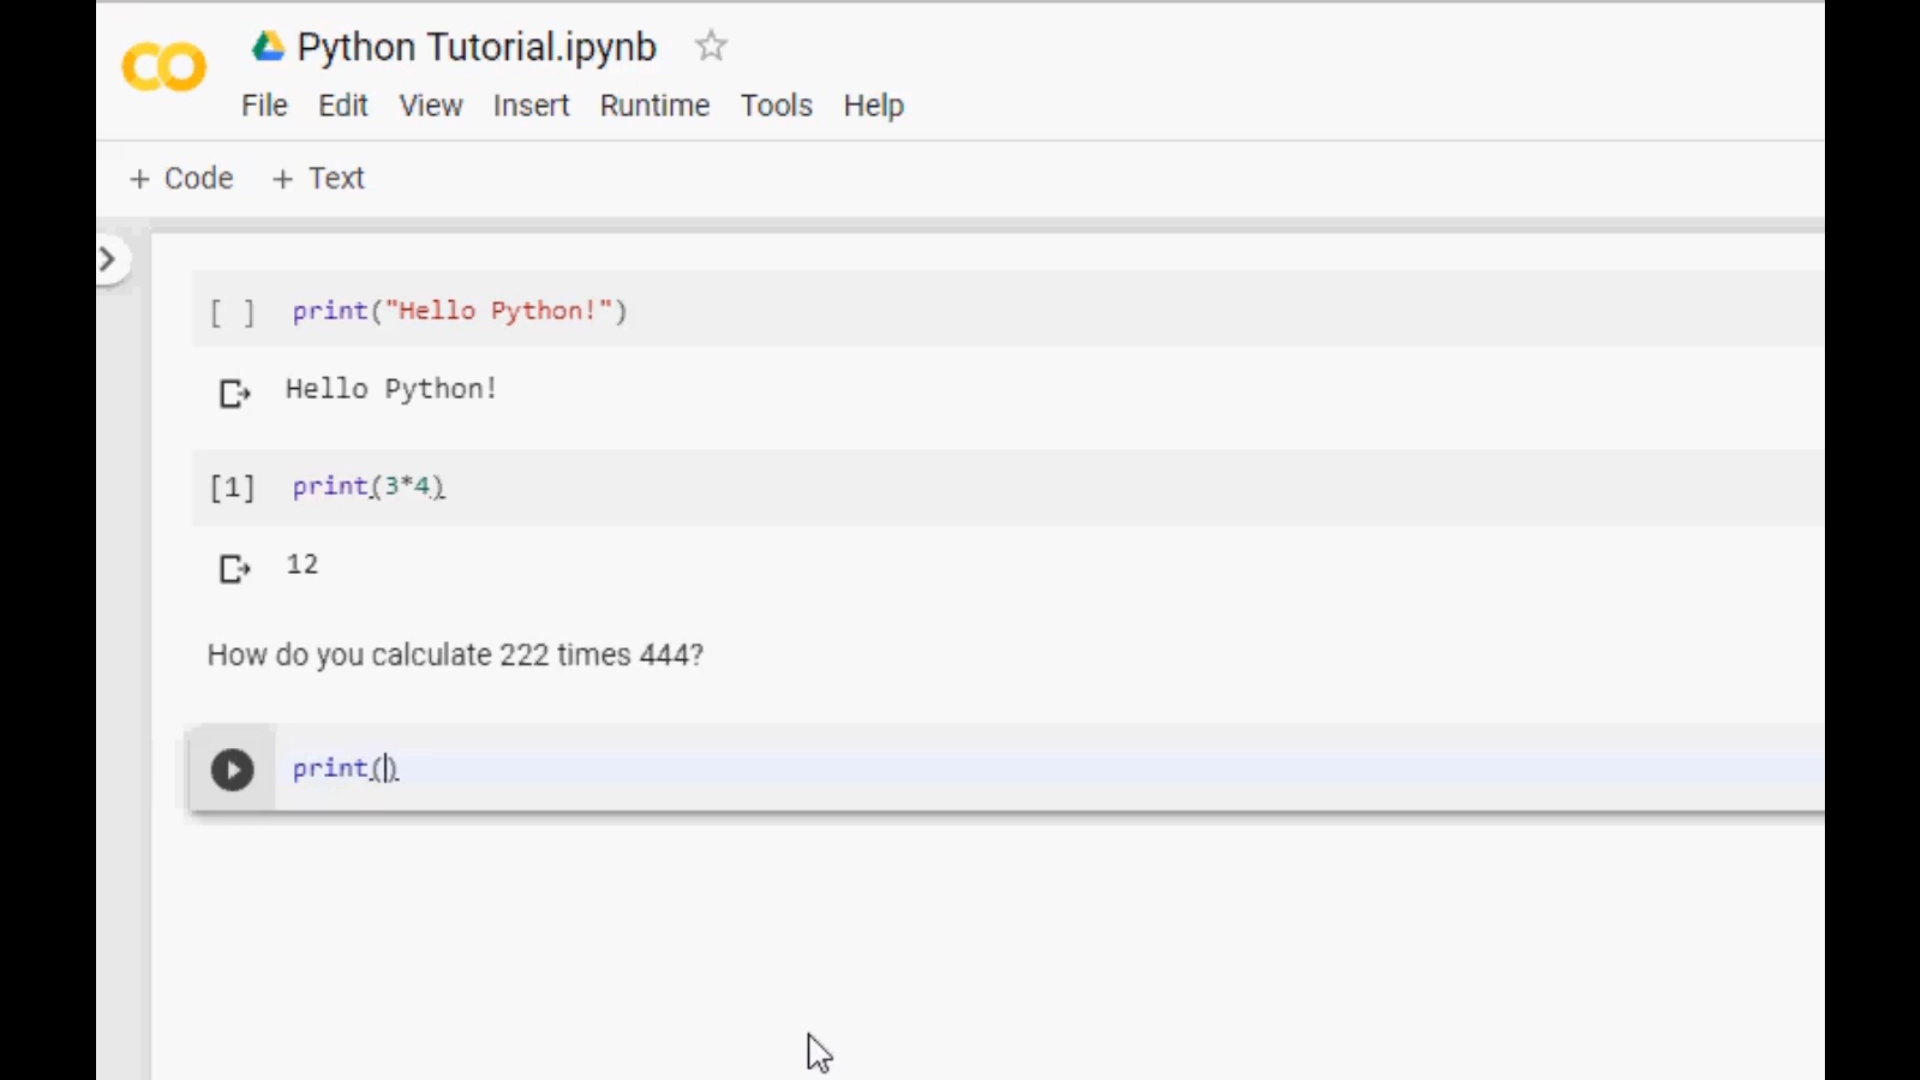 CO
Python Tutorial.ipynb
File Edit View Insert Runtime Tools Help
+ Code + Text
[ ] print("Hello Python!")
Hello Python!
[1] print(3*4)
12
How do you calculate 222 times 444?
print()